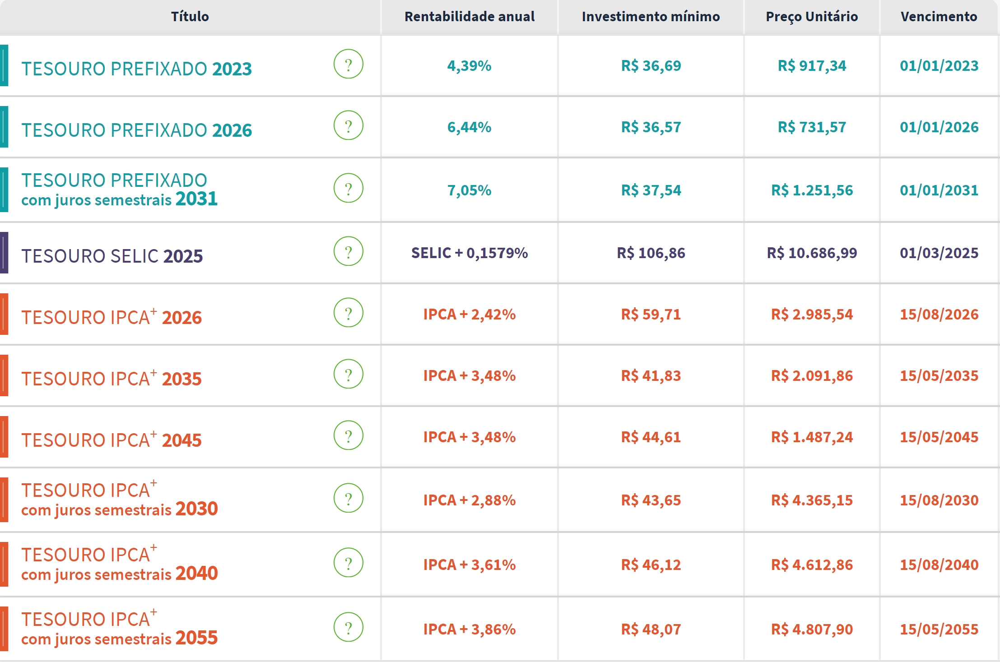 Título Rentabilidade anual Investimento mínimo Preço Unitário Vencimento
TESOURO PREFIXADO 2023 ? 4,39% R$ 36,69 R$ 917,34 01/01/2023
TESOURO PREFIXADO 2026 ? 6,44% R$ 36,57 R$ 731,57 01/01/2026
TESOURO PREFIXADO
com juros semestrais 2031 ? 7,05% R$ 37,54 R$ 1.251,56 01/01/2031
TESOURO SELIC 2025 ? SELIC + 0,1579% R$ 106,86 R$ 10.686,99 01/03/2025
TESOURO IPCA+ 2026 ? IPCA + 2,42% R$ 59,71 R$ 2.985,54 15/08/2026
TESOURO IPCA+ 2035 ? IPCA + 3,48% R$ 41,83 R$ 2.091,86 15/05/2035
TESOURO IPCA+ 2045 ? IPCA + 3,48% R$ 44,61 R$ 1.487,24 15/05/2045
TESOURO IPCA+
com juros semestrais 2030 ? IPCA + 2,88% R$ 43,65 R$ 4.365,15 15/08/2030
TESOURO IPCA+
com juros semestrais 2040 ? IPCA + 3,61% R$ 46,12 R$ 4.612,86 15/08/2040
TESOURO IPCA+
com juros semestrais 2055 ? IPCA + 3,86% R$ 48,07 R$ 4.807,90 15/05/2055